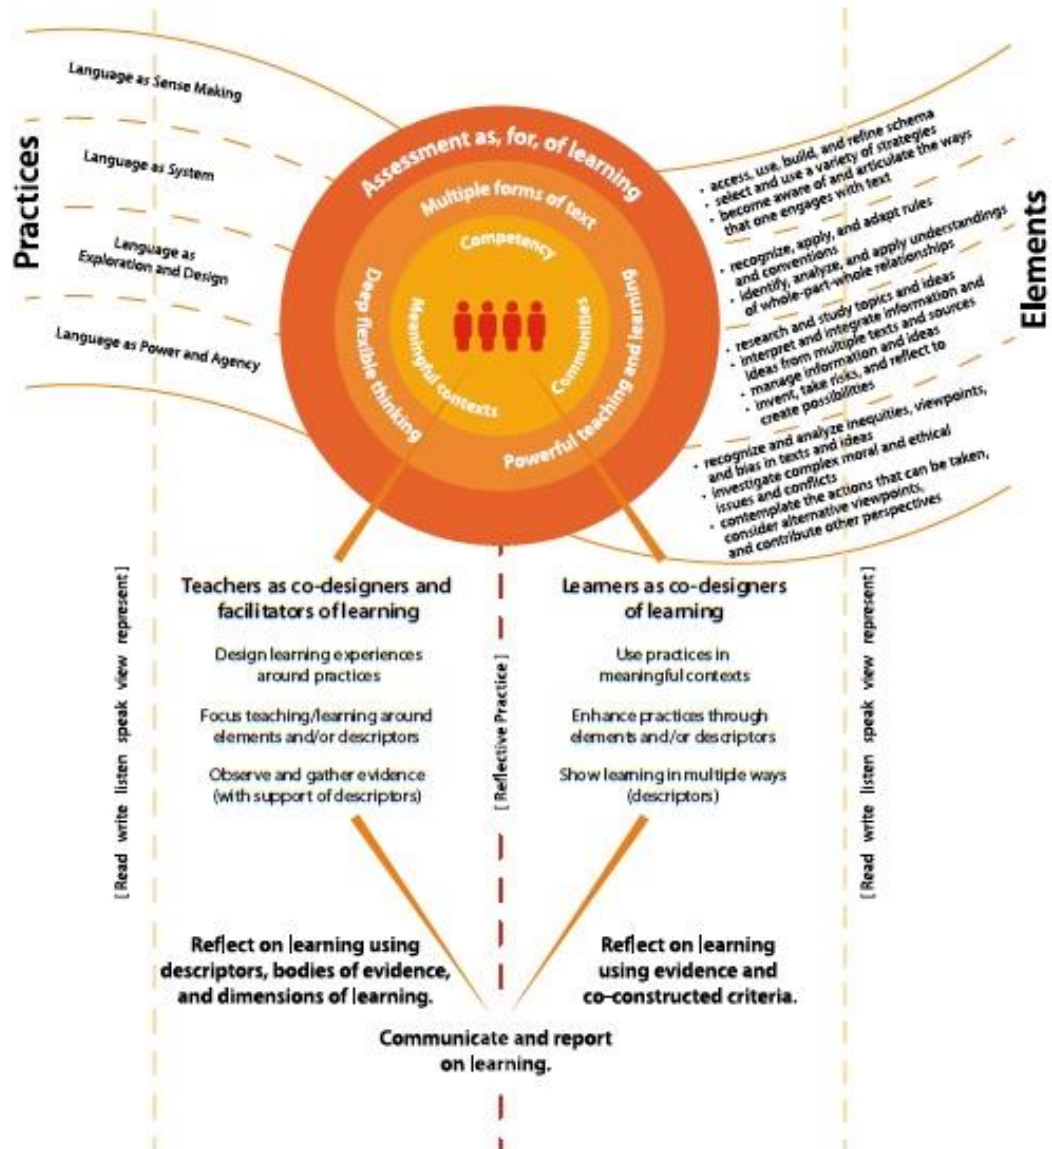 Practices
Language as Sense Making
Language as System
Language as
Exploration and Design
Language as Power and Agency
Assessment as, for, of learning
Multiple forms of text
Deep flexible thinking
Powerful teaching and learning
Competency
Meaningful contexts
Communities
Elements
• access, use, build, and refine schema
• select and use a variety of strategies
• become aware of and articulate the ways
that one engages with text
• recognize, apply, and adapt rules
and conventions
• identify, analyze, and apply understandings
of whole-part-whole relationships
• research and study topics and ideas
• interpret and integrate information and
ideas from multiple texts and sources
• manage information and ideas
• invent, take risks, and reflect to
create possibilities
• recognize and analyze inequities, viewpoints,
and bias in texts and ideas
• investigate complex moral and ethical
issues and conflicts
• contemplate the actions that can be taken,
consider alternative viewpoints,
and contribute other perspectives
[ Read write listen speak view represent ]
Teachers as co-designers and
facilitators of learning
Design learning experiences
around practices
Focus teaching/learning around
elements and/or descriptors
Observe and gather evidence
(with support of descriptors)
[ Reflective Practice ]
Learners as co-designers
of learning
Use practices in
meaningful contexts
Enhance practices through
elements and/or descriptors
Show learning in multiple ways
(descriptors)
[ Read write listen speak view represent ]
Reflect on learning using
descriptors, bodies of evidence,
and dimensions of learning.
Reflect on learning
using evidence and
co-constructed criteria.
Communicate and report
on learning.